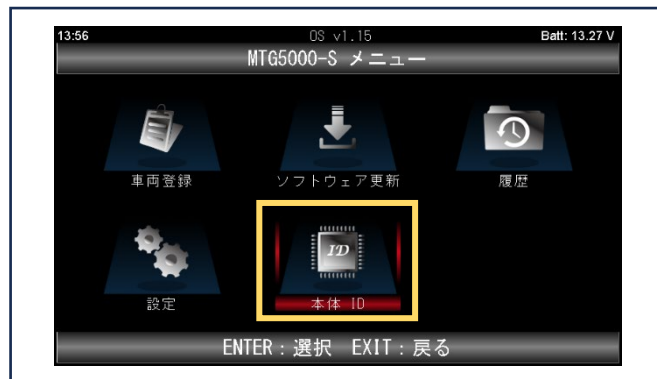 13:56 OS v1.15 Batt: 13.27 V
MTG5000-S メニュー
車両登録 ソフトウェア更新 履歴
ID
設定 本体 ID
ENTER：選択 EXIT：戻る